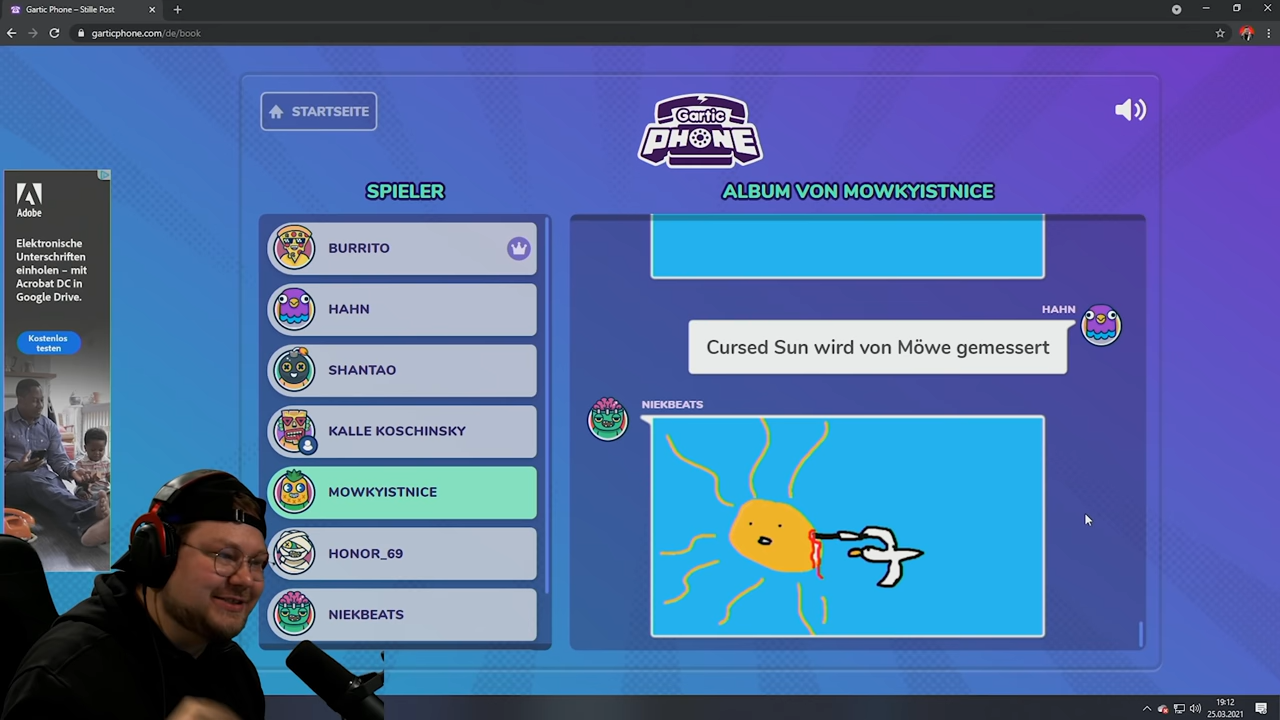 Gartic Phone – Stille Post
garticphone.com/de/book
STARTSEITE
Gartic
PHONE
SPIELER
ALBUM VON MOWKYISTNICE
Adobe
Elektronische
Unterschriften
einholen – mit
Acrobat DC in
Google Drive.
Kostenlos
testen
BURRITO
HAHN
SHANTAO
KALLE KOSCHINSKY
MOWKYISTNICE
HONOR_69
NIEKBEATS
HAHN
Cursed Sun wird von Möwe gemessert
NIEKBEATS
19:12
25.03.2021